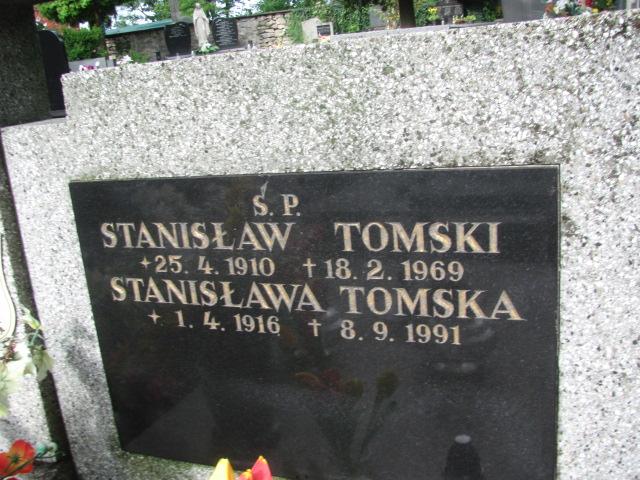 Ś. P.
STANISŁAW TOMSKI
*25. 4. 1910 †18. 2. 1969
STANISŁAWA TOMSKA
* 1. 4. 1916 † 8. 9. 1991